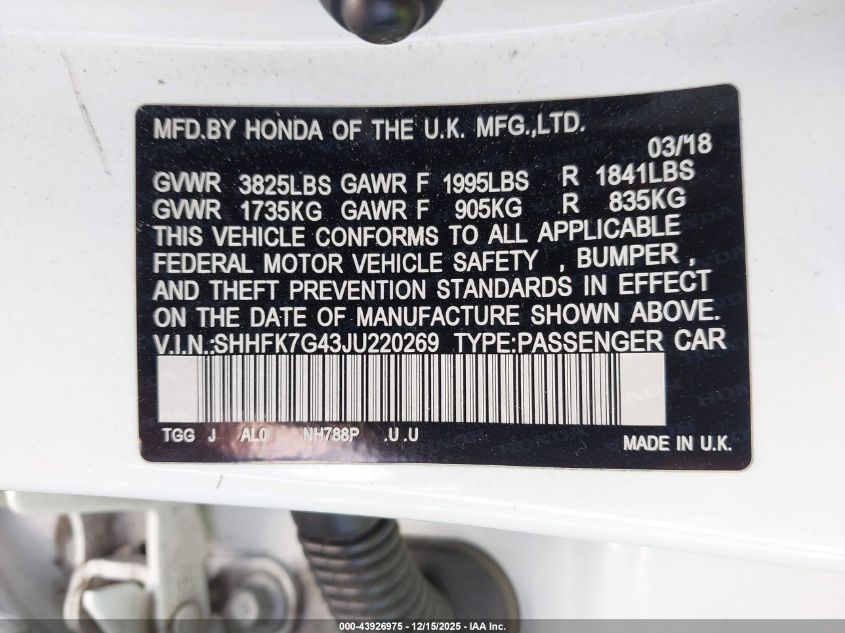 MFD.BY HONDA OF THE U.K. MFG.,LTD.
03/18
GVWR 3825LBS GAWR F 1995LBS R 1841LBS
GVWR 1735KG GAWR F 905KG R 835KG
THIS VEHICLE CONFORMS TO ALL APPLICABLE
FEDERAL MOTOR VEHICLE SAFETY , BUMPER ,
AND THEFT PREVENTION STANDARDS IN EFFECT
ON THE DATE OF MANUFACTURE SHOWN ABOVE.
V.I.N.:SHHFK7G43JU220269 TYPE:PASSENGER CAR
TGG J AL0 NH788P .U .U
MADE IN U.K.
000-43926975 — 12/15/2025 — IAA Inc.